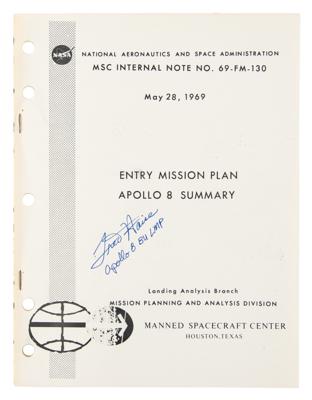 NASA
NATIONAL AERONAUTICS AND SPACE ADMINISTRATION
MSC INTERNAL NOTE NO. 69-FM-130
May 28, 1969
ENTRY MISSION PLAN
APOLLO 8 SUMMARY
Fred Haise
Apollo 8 BU LMP
Landing Analysis Branch
MISSION PLANNING AND ANALYSIS DIVISION
MANNED SPACECRAFT CENTER
HOUSTON, TEXAS